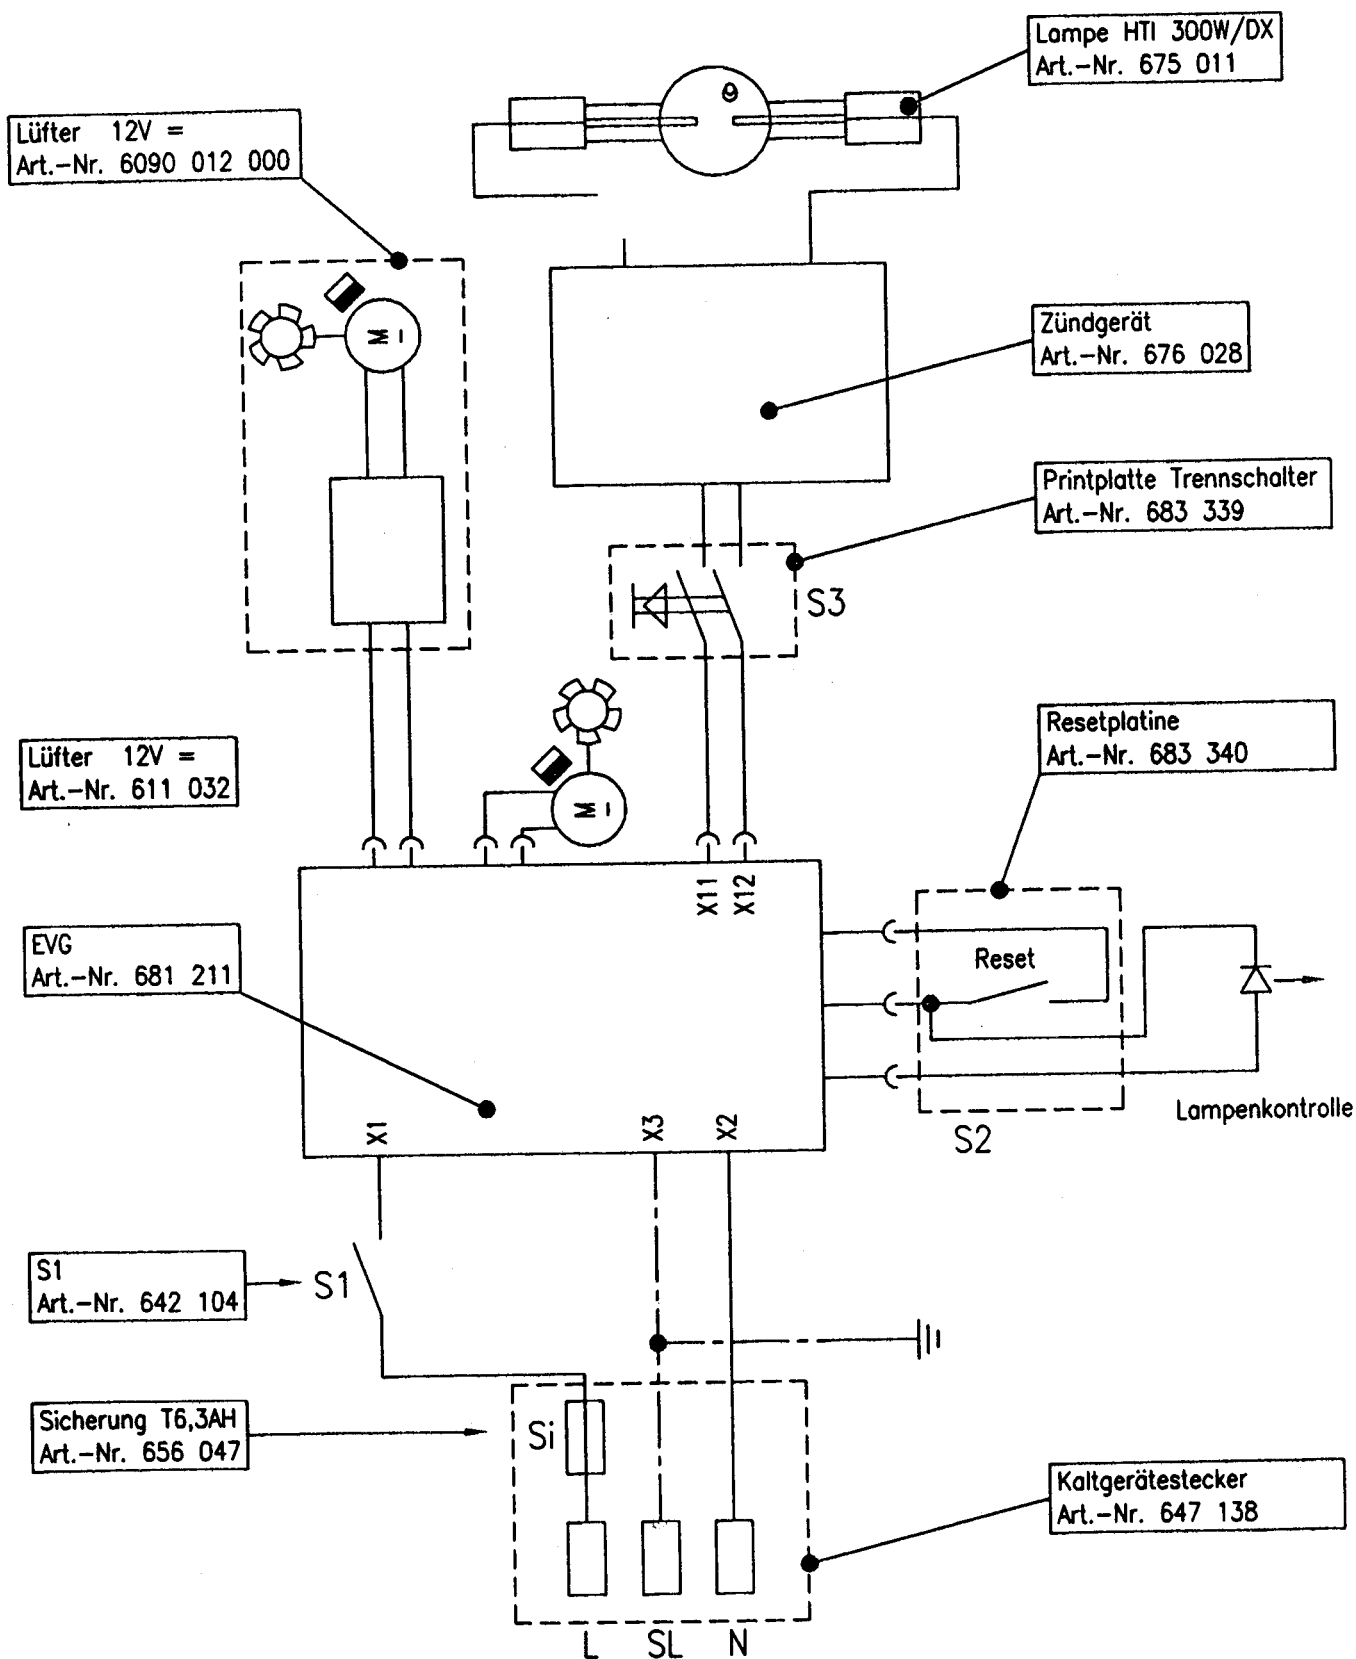 Lampe HTI 300W/DX
Art.-Nr. 675 011
Lüfter 12V =
Art.-Nr. 6090 012 000
M
Zündgerät
Art.-Nr. 676 028
Printplatte Trennschalter
Art.-Nr. 683 339
S3
Resetplatine
Art.-Nr. 683 340
Lüfter 12V =
Art.-Nr. 611 032
M
X11
X12
EVG
Art.-Nr. 681 211
Reset
Lampenkontrolle
S2
X1
X3
X2
S1
Art.-Nr. 642 104
S1
Sicherung T6,3AH
Art.-Nr. 656 047
Si
Kaltgerätestecker
Art.-Nr. 647 138
L SL N